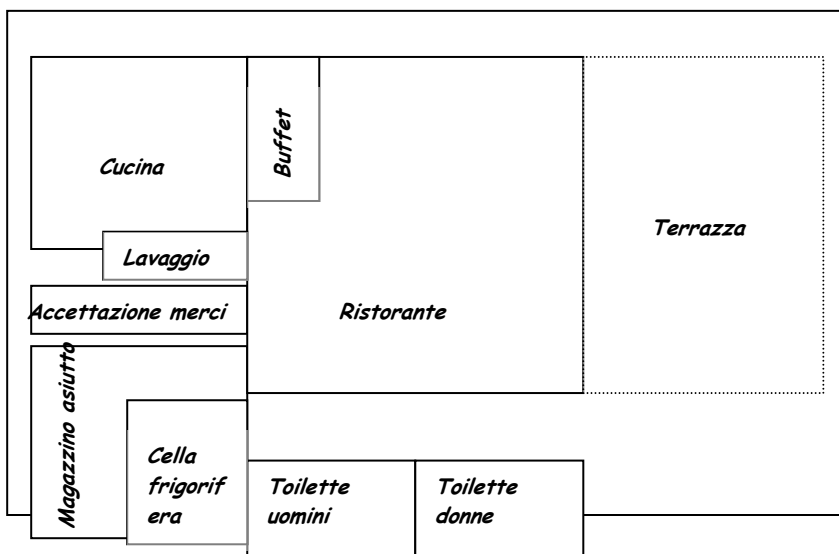 Buffet
Cucina
Terrazza
Lavaggio
Accettazione merci
Ristorante
Magazzino asiutto
Cella
frigorif
era
Toilette
uomini
Toilette
donne